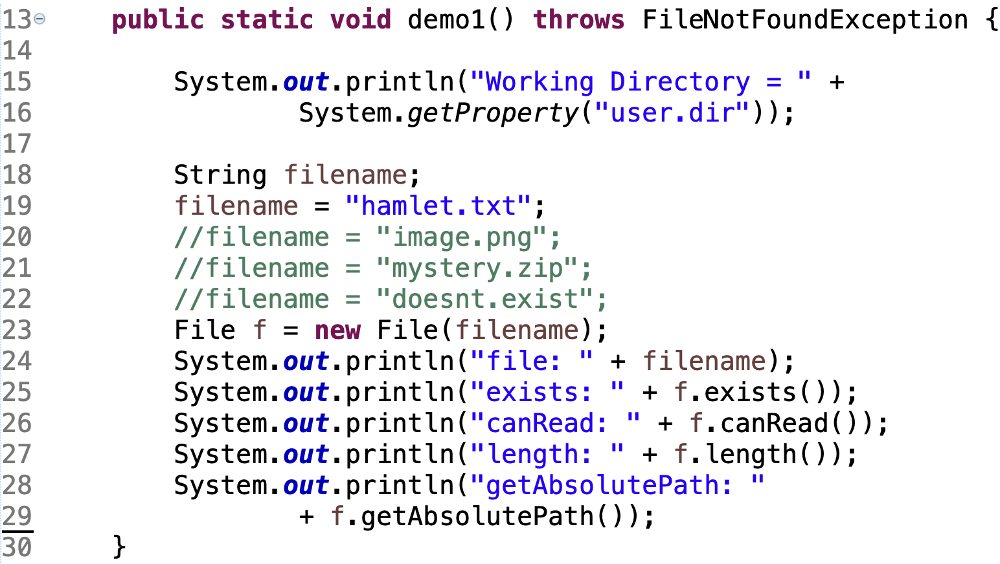 13 public static void demo1() throws FileNotFoundException {
14
15 System.out.println("Working Directory = " +
16 System.getProperty("user.dir"));
17
18 String filename;
19 filename = "hamlet.txt";
20 //filename = "image.png";
21 //filename = "mystery.zip";
22 //filename = "doesnt.exist";
23 File f = new File(filename);
24 System.out.println("file: " + filename);
25 System.out.println("exists: " + f.exists());
26 System.out.println("canRead: " + f.canRead());
27 System.out.println("length: " + f.length());
28 System.out.println("getAbsolutePath: "
29 + f.getAbsolutePath());
30 }